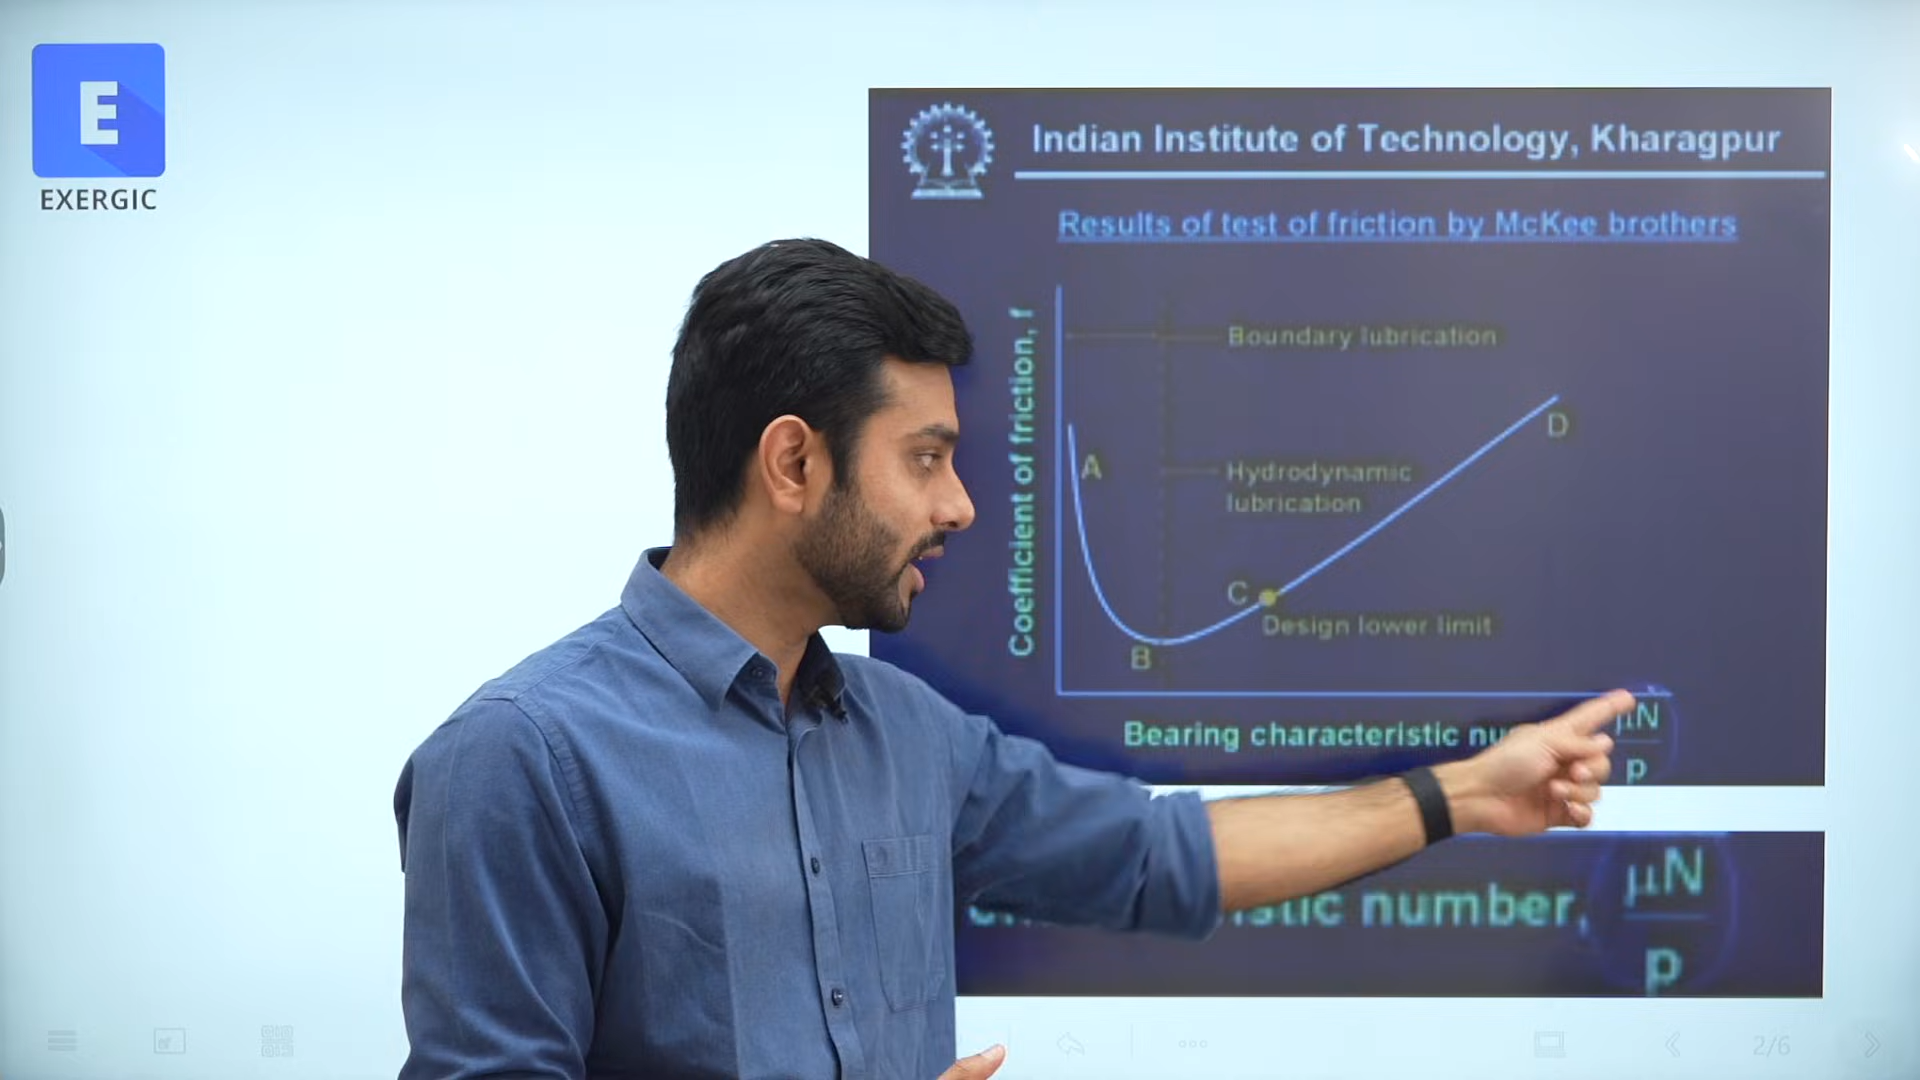 E
EXERGIC
Indian Institute of Technology, Kharagpur
Results of test of friction by McKee brothers
Coefficient of friction, f
Boundary lubrication
A
Hydrodynamic
lubrication
D
C
Design lower limit
B
Bearing characteristic
μN
p
istic number,
μN
p
2/6